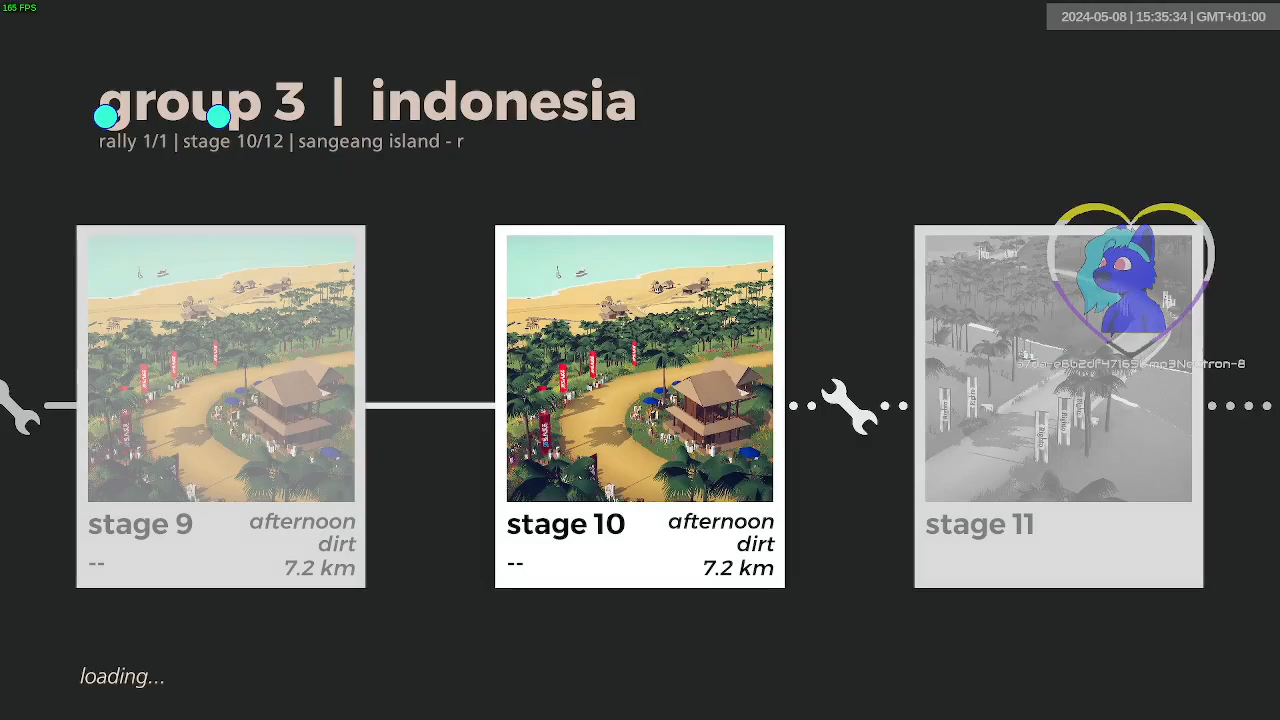 165 FPS
2024-05-08 | 15:35:34 | GMT+01:00
group 3 | indonesia
rally 1/1 | stage 10/12 | sangeang island - r
stage 9
afternoon
dirt
--
7.2 km
stage 10
afternoon
dirt
--
7.2 km
stage 11
loading...